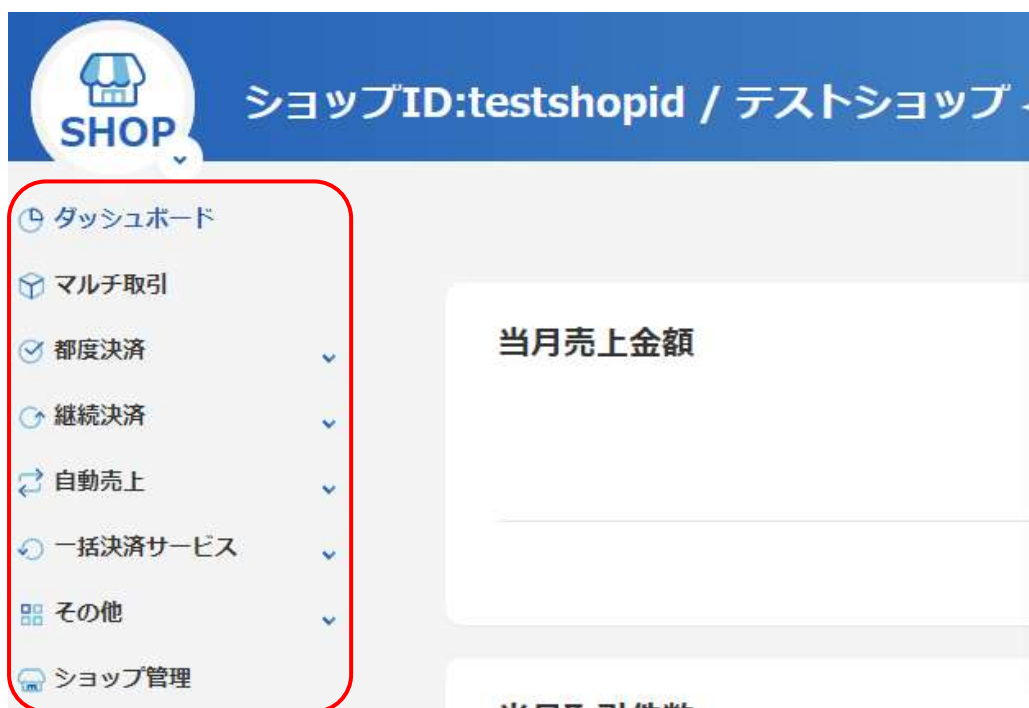 SHOP
ショップID:testshopid / テストショップ
ダッシュボード
マルチ取引
都度決済
継続決済
自動売上
一括決済サービス
その他
ショップ管理
当月売上金額